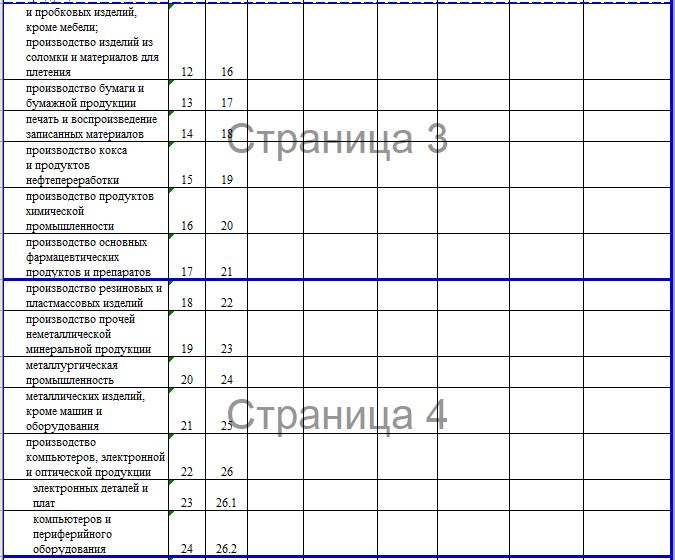 и пробковых изделий,
кроме мебели;
производство изделий из
соломки и материалов для
плетения 12 16
производство бумаги и
бумажной продукции 13 17
печать и воспроизведение
записанных материалов 14 18
Страница 3
производство кокса
и продуктов
нефтепереработки 15 19
производство продуктов
химической
промышленности 16 20
производство основных
фармацевтических
продуктов и препаратов 17 21
производство резиновых и
пластмассовых изделий 18 22
производство прочей
неметаллической
минеральной продукции 19 23
металлургическая
промышленность 20 24
металлических изделий,
кроме машин и
оборудования 21 25
Страница 4
производство
компьютеров, электронной
и оптической продукции 22 26
электронных деталей и
плат 23 26.1
компьютеров и
периферийного
оборудования 24 26.2